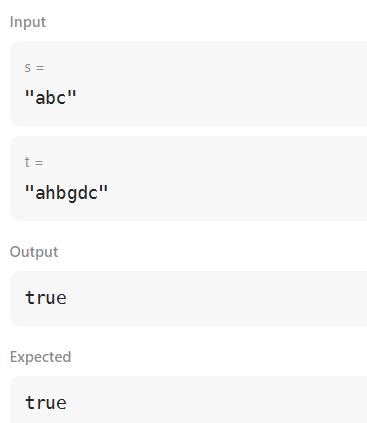 Input
s =
"abc"
t =
"ahbgdc"
Output
true
Expected
true